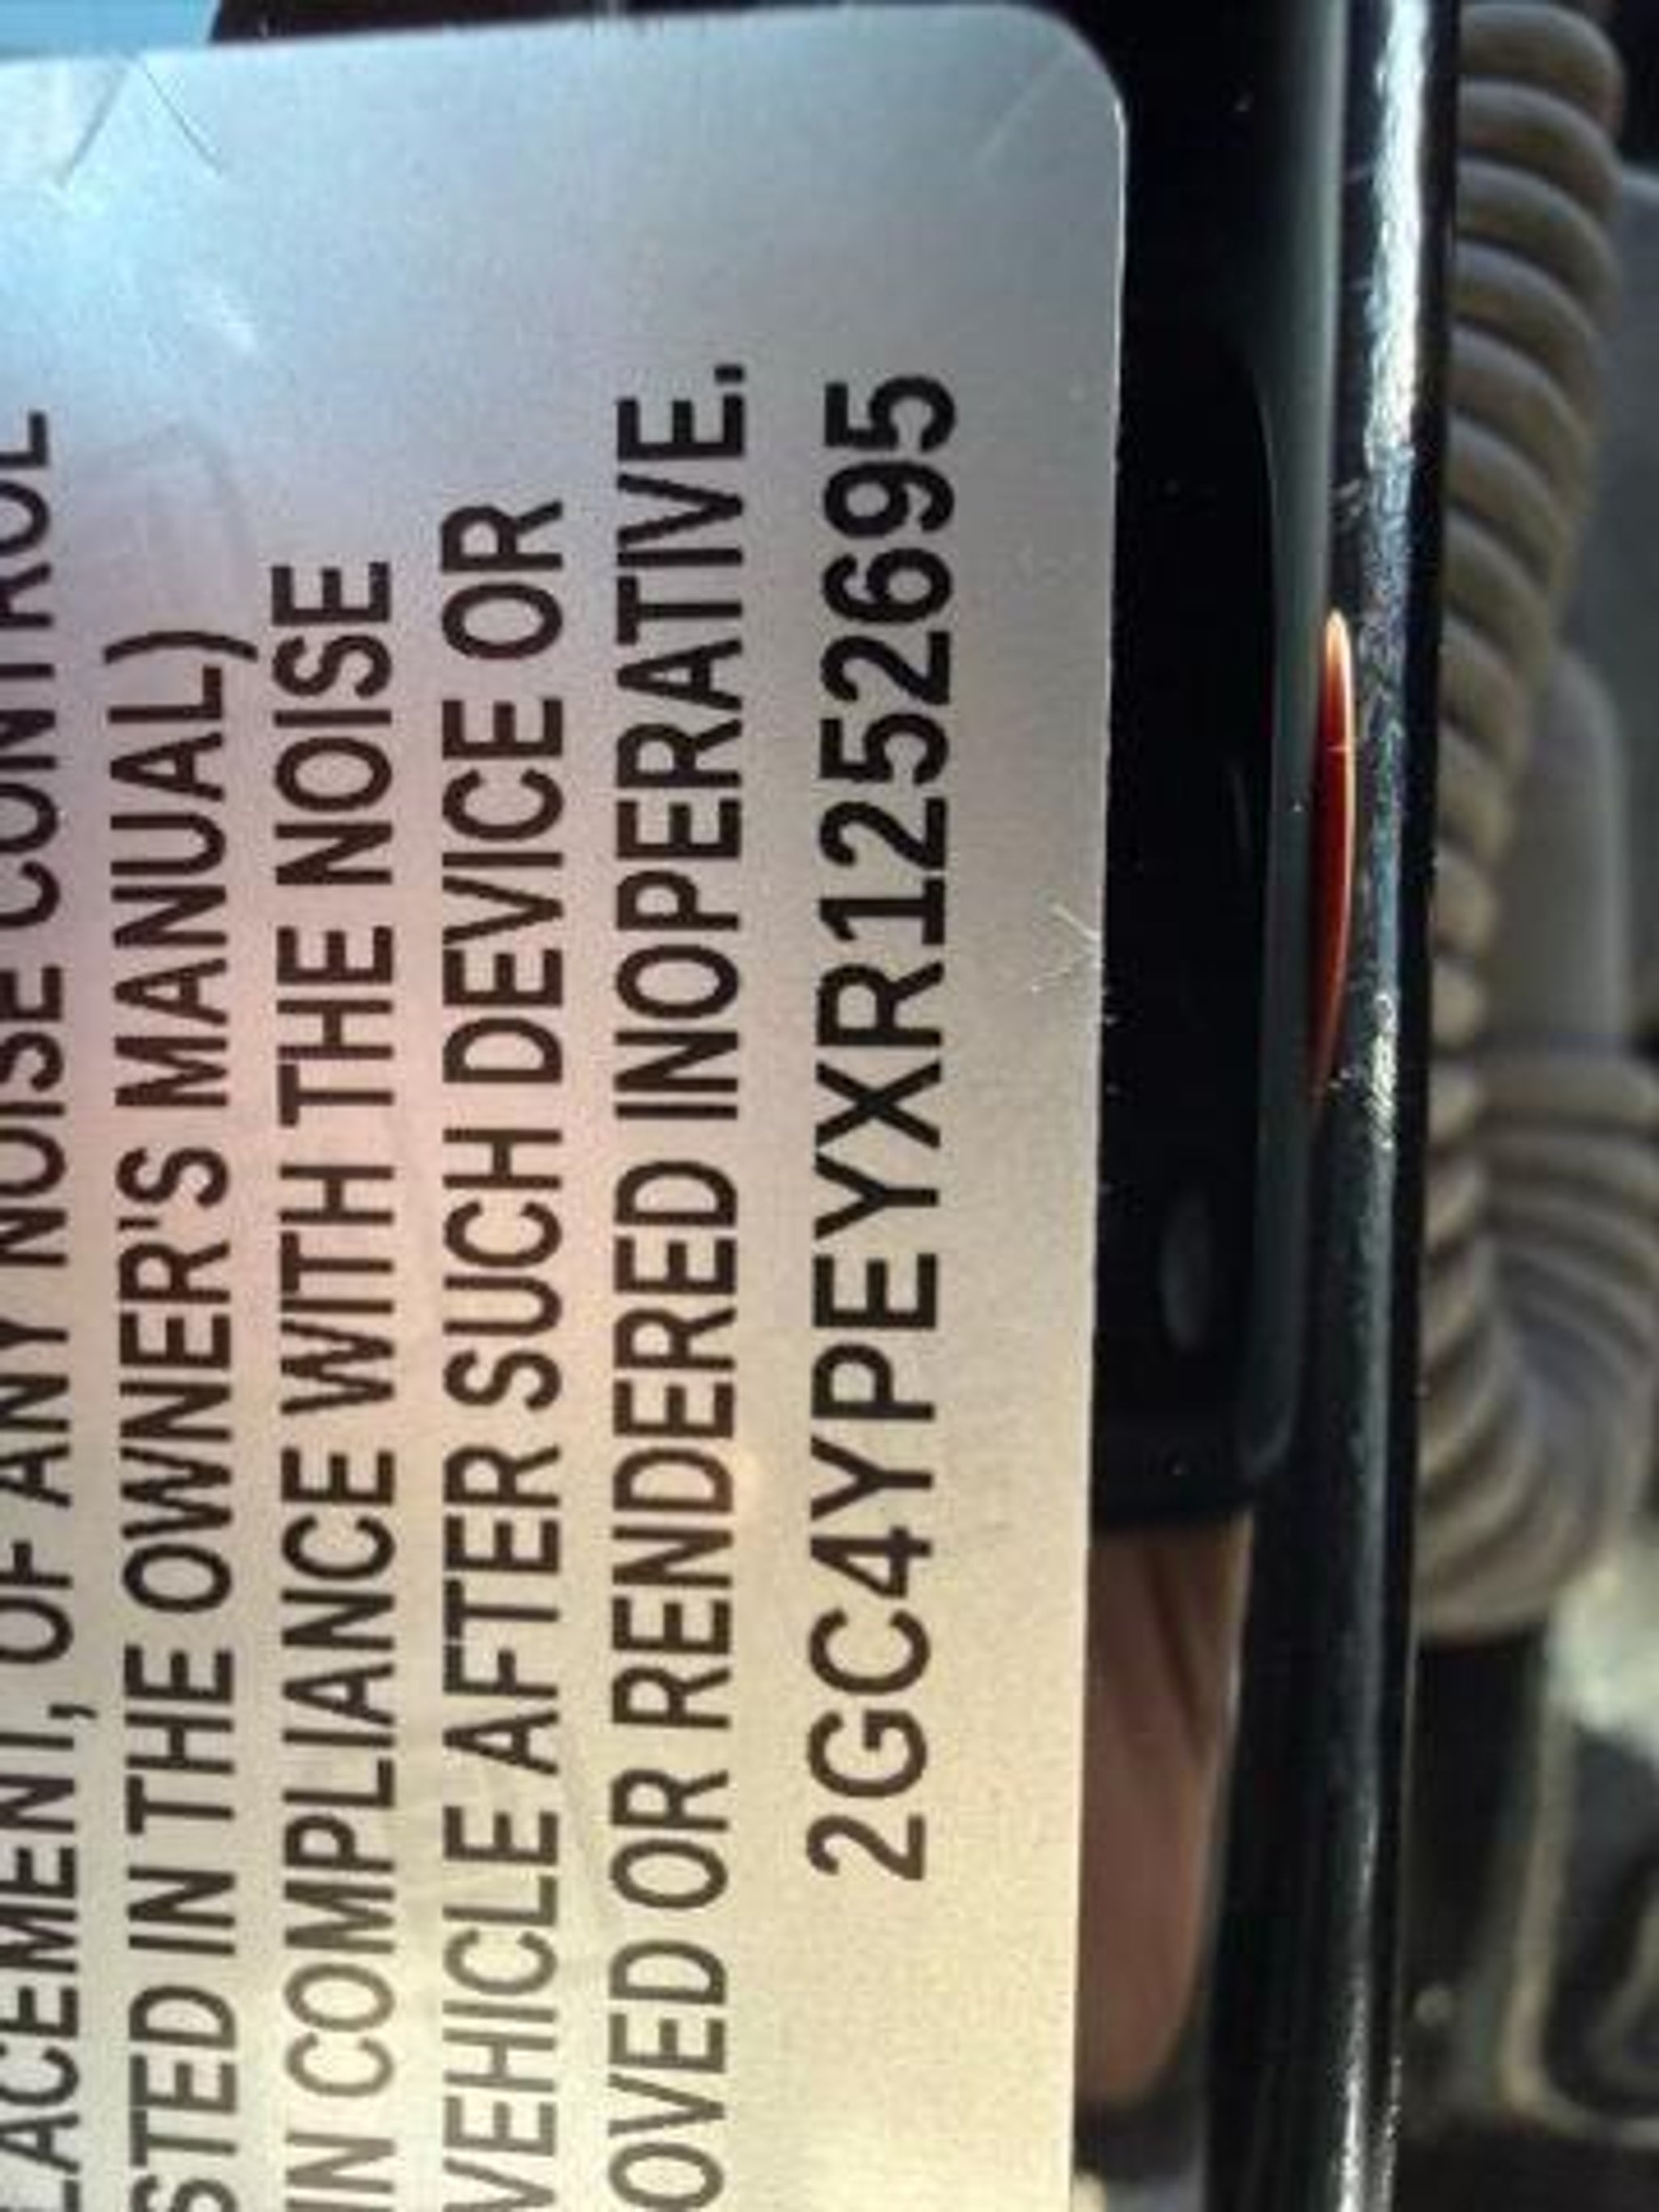 LACEMENT, OF ANY NOISE CONTROL
STED IN THE OWNER'S MANUAL)
IN COMPLIANCE WITH THE NOISE
VEHICLE AFTER SUCH DEVICE OR
OVED OR RENDERED INOPERATIVE.
2GC4YPEYXR1252695